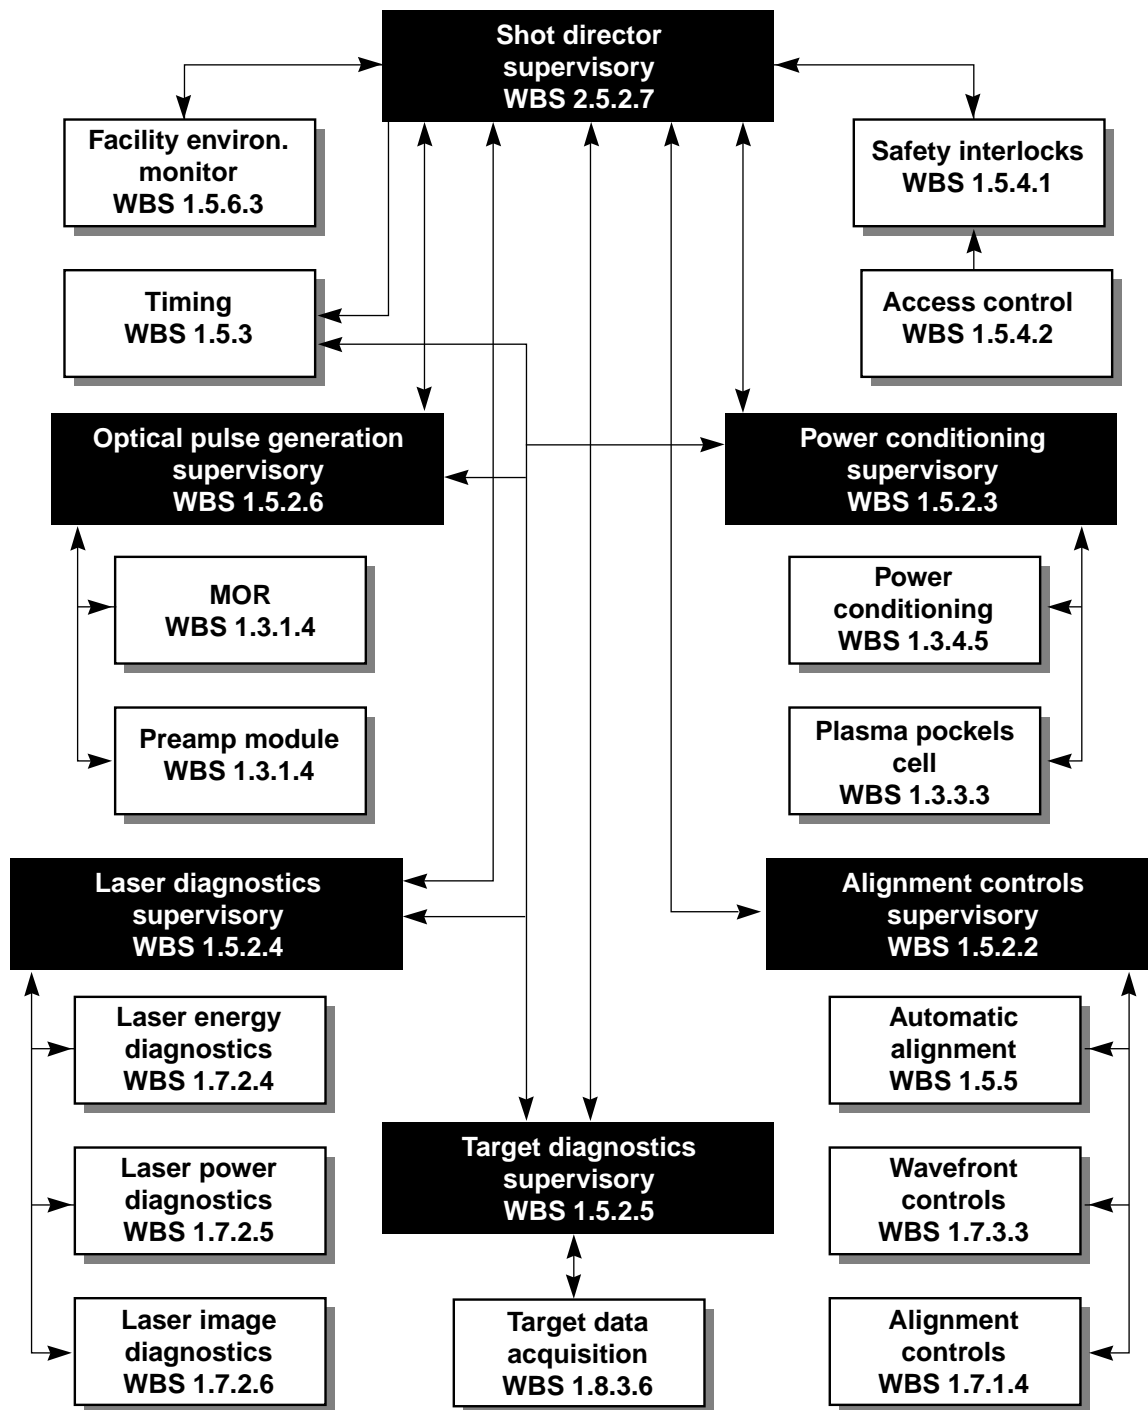 Shot director
supervisory
WBS 2.5.2.7
Facility environ.
monitor
WBS 1.5.6.3
Safety interlocks
WBS 1.5.4.1
Timing
WBS 1.5.3
Access control
WBS 1.5.4.2
Optical pulse generation
supervisory
WBS 1.5.2.6
Power conditioning
supervisory
WBS 1.5.2.3
MOR
WBS 1.3.1.4
Power
conditioning
WBS 1.3.4.5
Preamp module
WBS 1.3.1.4
Plasma pockels
cell
WBS 1.3.3.3
Laser diagnostics
supervisory
WBS 1.5.2.4
Alignment controls
supervisory
WBS 1.5.2.2
Laser energy
diagnostics
WBS 1.7.2.4
Automatic
alignment
WBS 1.5.5
Target diagnostics
supervisory
WBS 1.5.2.5
Laser power
diagnostics
WBS 1.7.2.5
Wavefront
controls
WBS 1.7.3.3
Laser image
diagnostics
WBS 1.7.2.6
Target data
acquisition
WBS 1.8.3.6
Alignment
controls
WBS 1.7.1.4